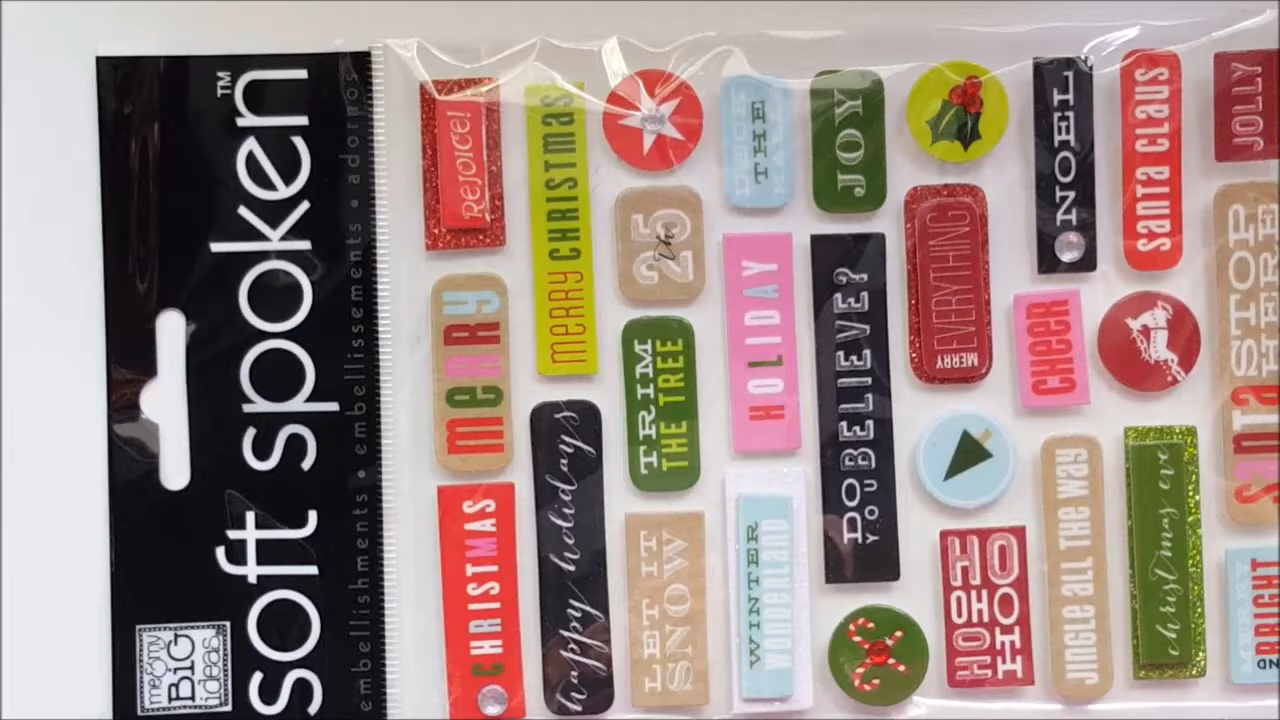 soft spoken™
embellishments • embellissements • adornos
me&my
BiG
ideas
Rejoice!
merry
CHRISTMAS
merry CHRISTMAS
happy holidays
25
th
TRIM
THE TREE
LET IT
SNOW
THE
HOLIDAY
WINTER
wonderland
JOY
DO
YOU BELIEVE?
MERRY EVERYTHING
HO HO
HO HO
NOEL
CHEER
JINGLE ALL THE WAY
SANTA CLAUS
christmas eve
JOLLY
SANTA
STOP
HERE
BRIGHT